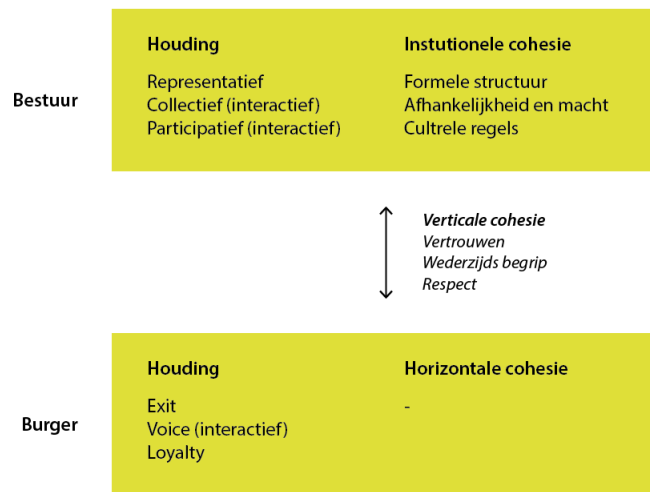 Bestuur
Houding
Representatief
Collectief (interactief)
Participatief (interactief)
Instutionele cohesie
Formele structuur
Afhankelijkheid en macht
Cultrele regels
Verticale cohesie
Vertrouwen
Wederzijds begrip
Respect
Burger
Houding
Exit
Voice (interactief)
Loyalty
Horizontale cohesie
-